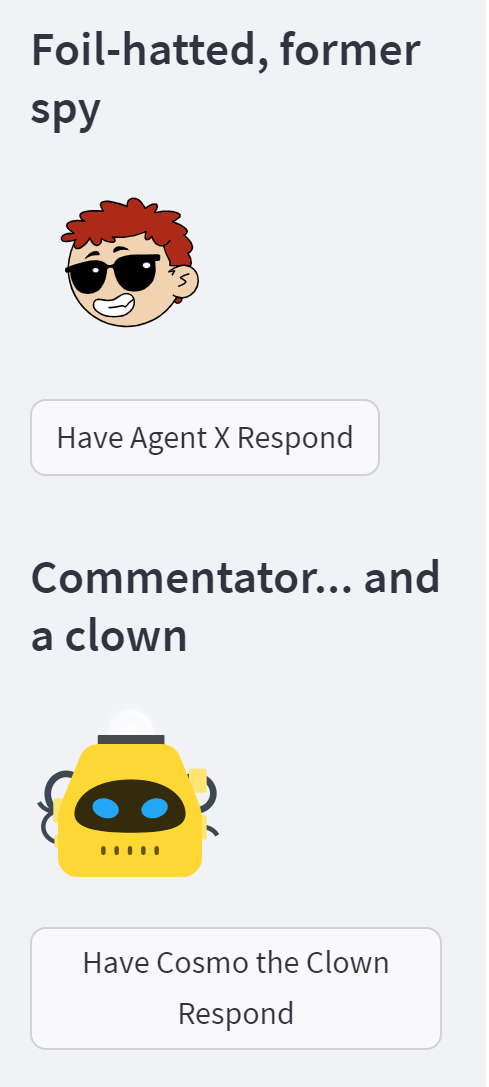 Foil-hatted, former
spy
Have Agent X Respond
Commentator... and
a clown
Have Cosmo the Clown
Respond